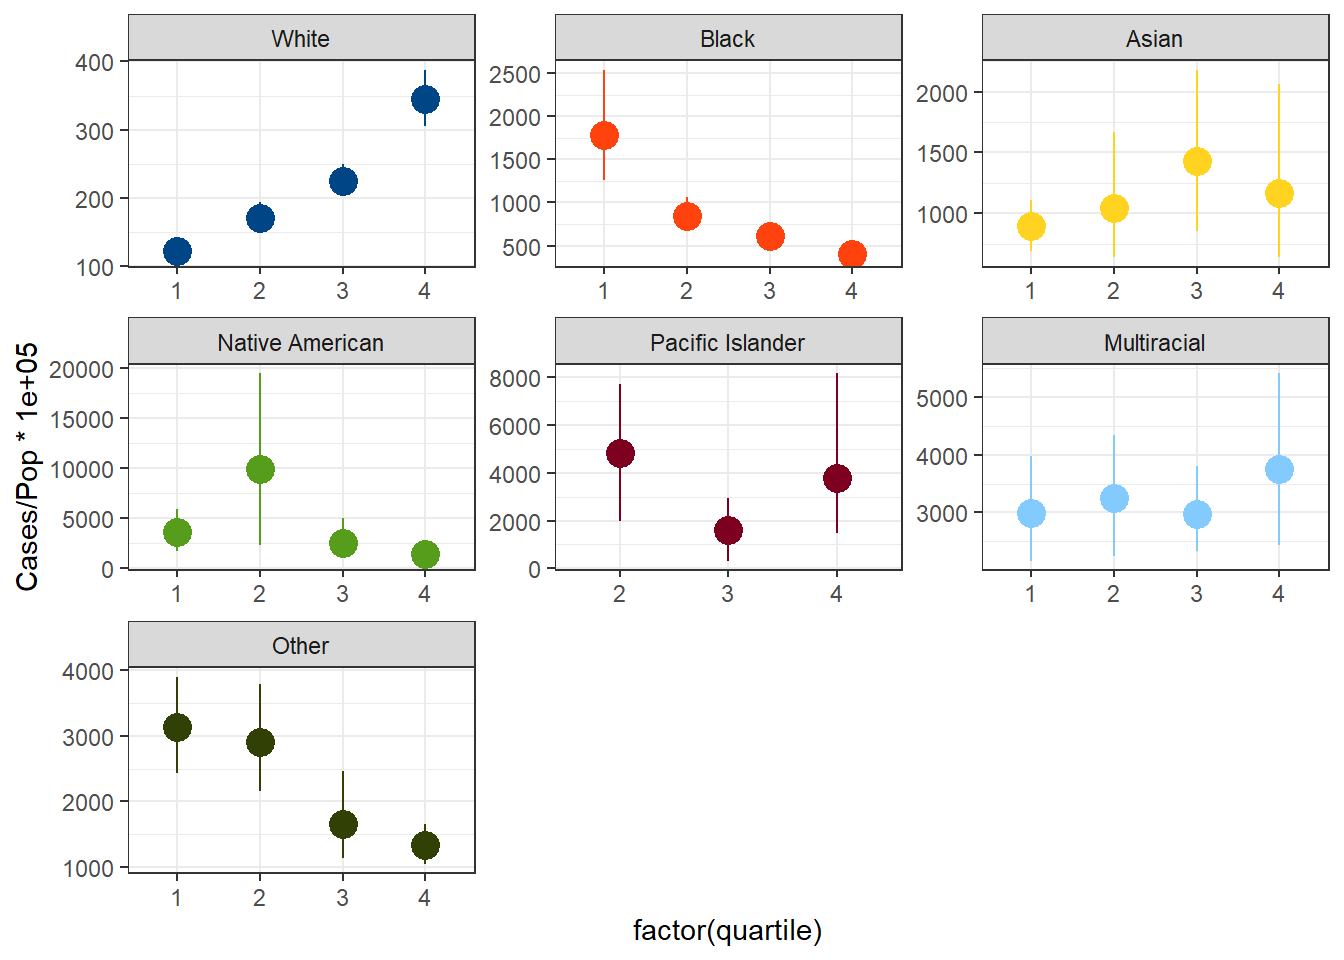 White
Black
Asian
400
300
200
100
2500
2000
1500
1000
500
2000
1500
1000
1 2 3 4
1 2 3 4
1 2 3 4
Native American
Pacific Islander
Multiracial
20000
15000
10000
5000
0
8000
6000
4000
2000
0
5000
4000
3000
1 2 3 4
2 3 4
1 2 3 4
Other
4000
3000
2000
1000
1 2 3 4
Cases/Pop * 1e+05
factor(quartile)